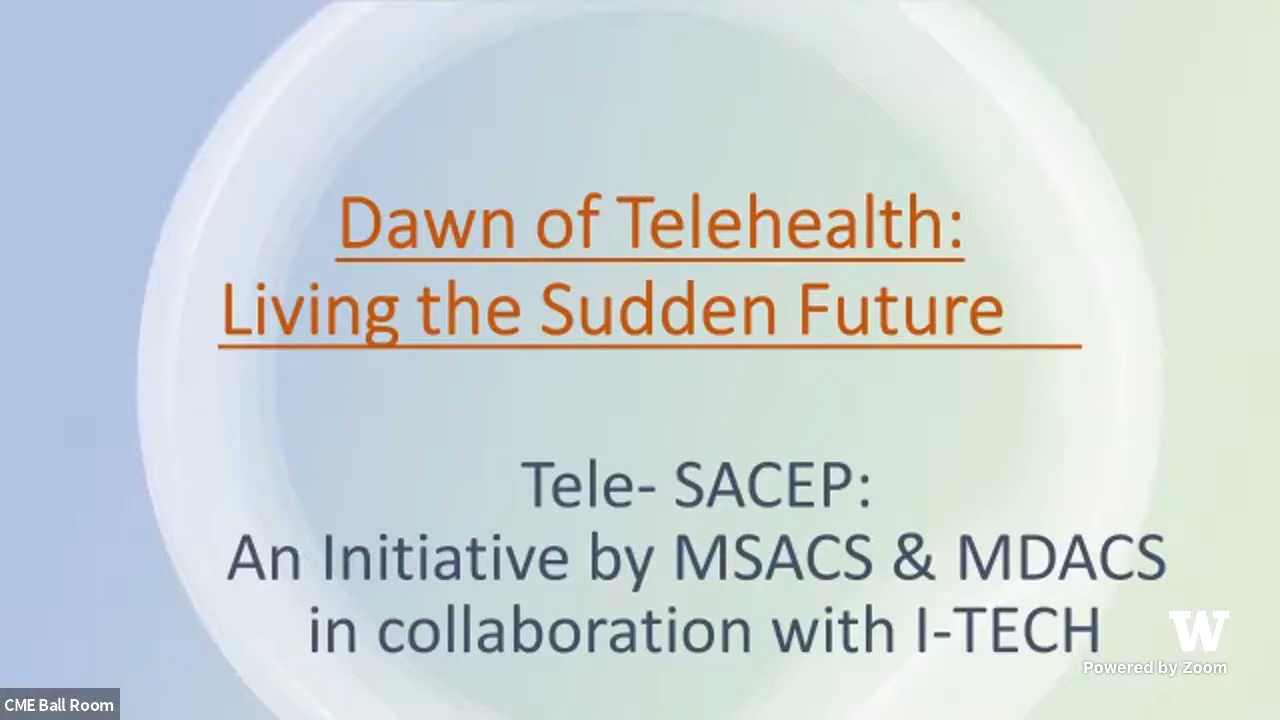 Dawn of Telehealth:
Living the Sudden Future
Tele- SACEP:
An Initiative by MSACS & MDACS
in collaboration with I-TECH
W
Powered by Zoom
CME Ball Room